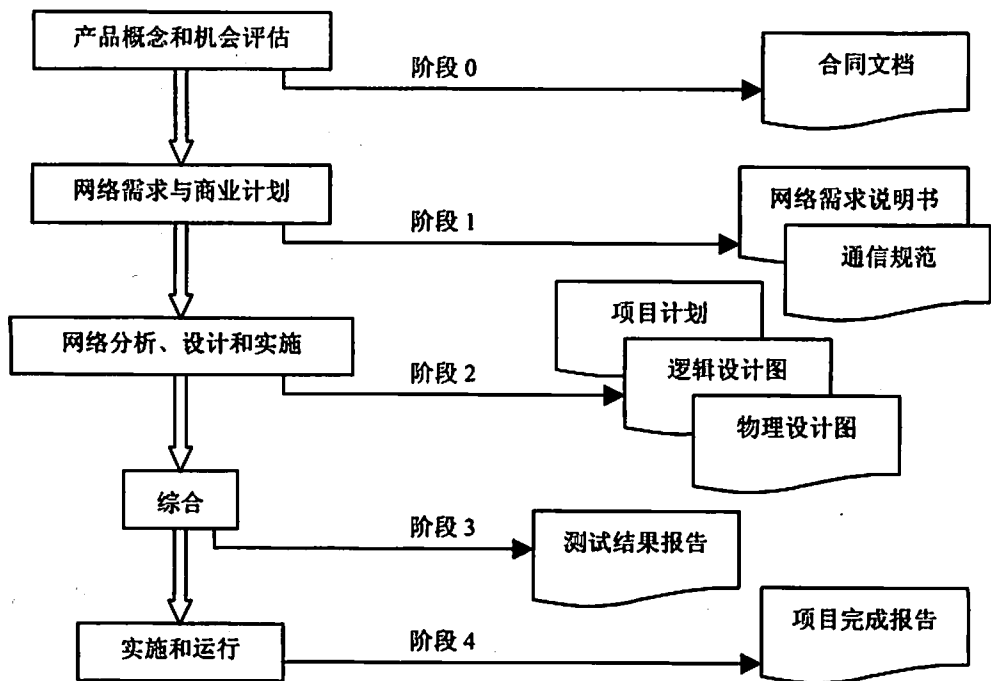 产品概念和机会评估
阶段 0
合同文档
网络需求与商业计划
阶段 1
网络需求说明书
通信规范
网络分析、设计和实施
阶段 2
项目计划
逻辑设计图
物理设计图
综合
阶段 3
测试结果报告
实施和运行
阶段 4
项目完成报告